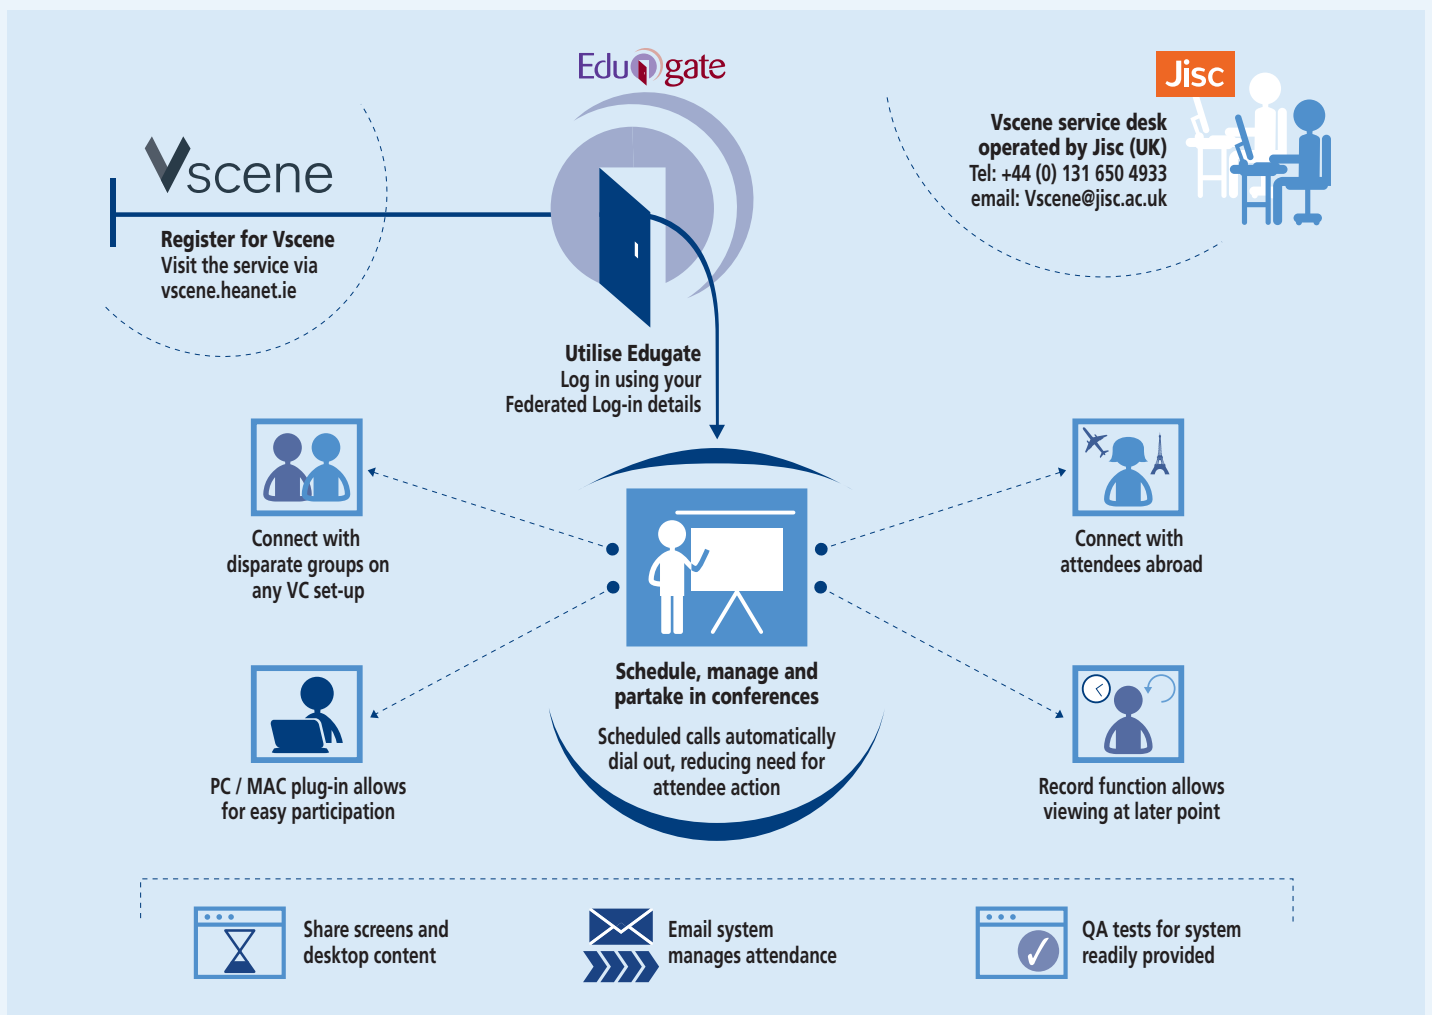 Edugate
Jisc
Vscene service desk
operated by Jisc (UK)
Tel: +44 (0) 131 650 4933
email: Vscene@jisc.ac.uk
Vscene
Register for Vscene
Visit the service via
vscene.heanet.ie
Utilise Edugate
Log in using your
Federated Log-in details
Connect with
disparate groups on
any VC set-up
Connect with
attendees abroad
Schedule, manage and
partake in conferences
Scheduled calls automatically
dial out, reducing need for
attendee action
PC / MAC plug-in allows
for easy participation
Record function allows
viewing at later point
Share screens and
desktop content
Email system
manages attendance
QA tests for system
readily provided